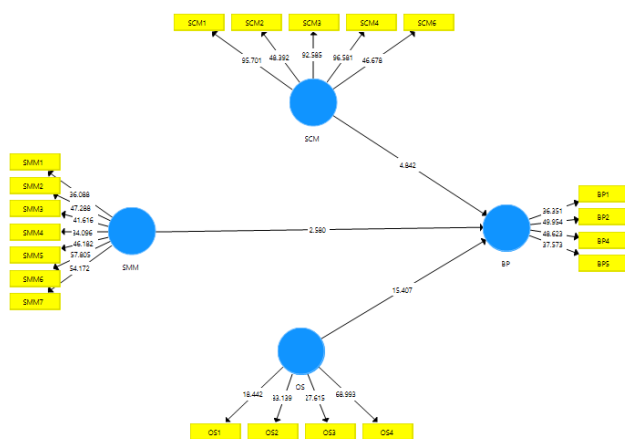 SCM1 SCM2 SCM3 SCM4 SCM6
95.701 48.392 92.585 96.581 46.678
SCM
4.842
SMM1
SMM2
SMM3
SMM4
SMM5
SMM6
SMM7
36.088
47.288
41.616
34.096
46.182
57.805
54.172
SMM
2.580
BP1
BP2
BP4
BP5
36.351
49.954
48.623
37.573
BP
15.407
OS
18.442 33.139 27.615 68.993
OS1 OS2 OS3 OS4